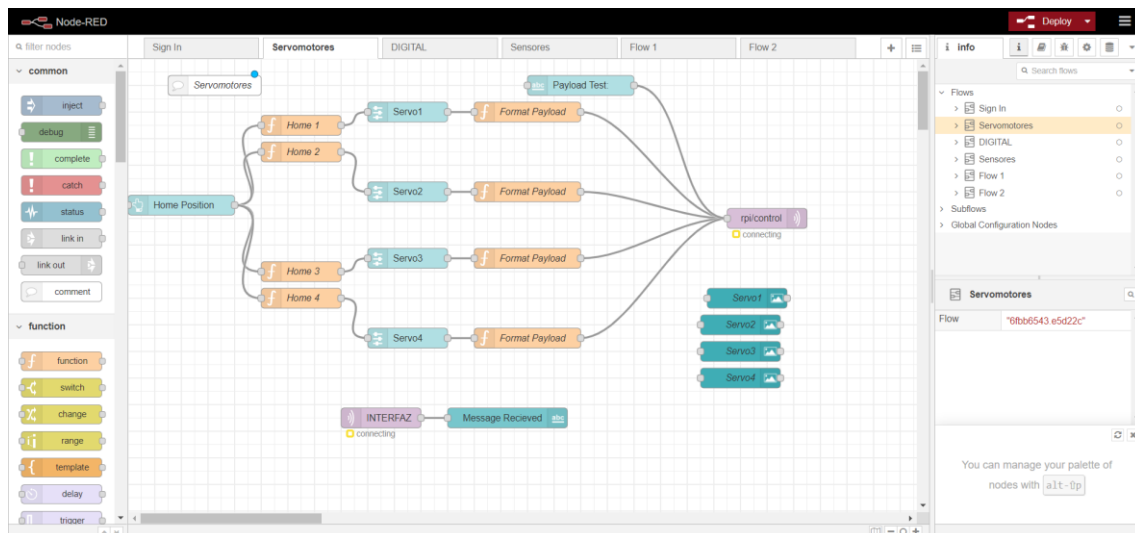 Node-RED
Deploy
filter nodes
Sign In
Servomotores
DIGITAL
Sensores
Flow 1
Flow 2
i info
Search flows
common
inject
debug
complete
catch
status
link in
link out
comment
function
function
switch
change
range
template
delay
trigger
Servomotores
Payload Test:
Home 1
Servo1
Format Payload
Home 2
Servo2
Format Payload
Home Position
rpi/control
connecting
Home 3
Servo3
Format Payload
Home 4
Servo4
Format Payload
Servo1
Servo2
Servo3
Servo4
INTERFAZ
connecting
Message Recieved
abc
Flows
Sign In
Servomotores
DIGITAL
Sensores
Flow 1
Flow 2
Subflows
Global Configuration Nodes
Servomotores
Flow "6fbb6543.e5d22c"
You can manage your palette of
nodes with alt-⇧p